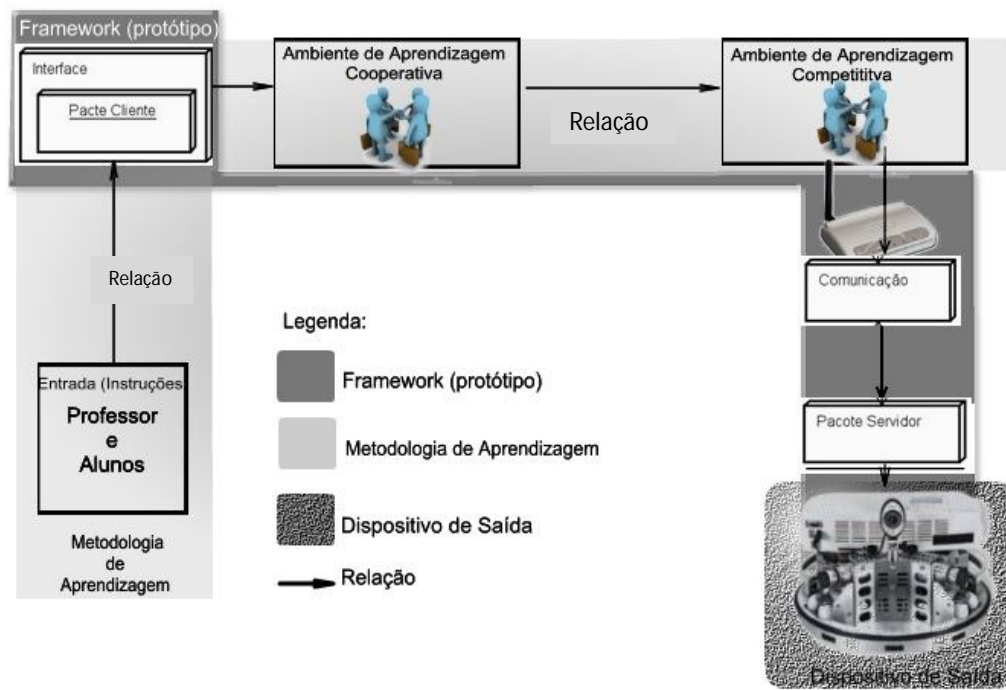 Framework (protótipo)
Interface
Pacte Cliente
Ambiente de Aprendizagem
Cooperativa
Relação
Ambiente de Aprendizagem
Competititva
Comunicação
Pacote Servidor
Dispositivo de Saída
Relação
Entrada (Instruções
Professor
e
Alunos
Metodologia
de
Aprendizagem
Legenda:
Framework (protótipo)
Metodologia de Aprendizagem
Dispositivo de Saída
Relação